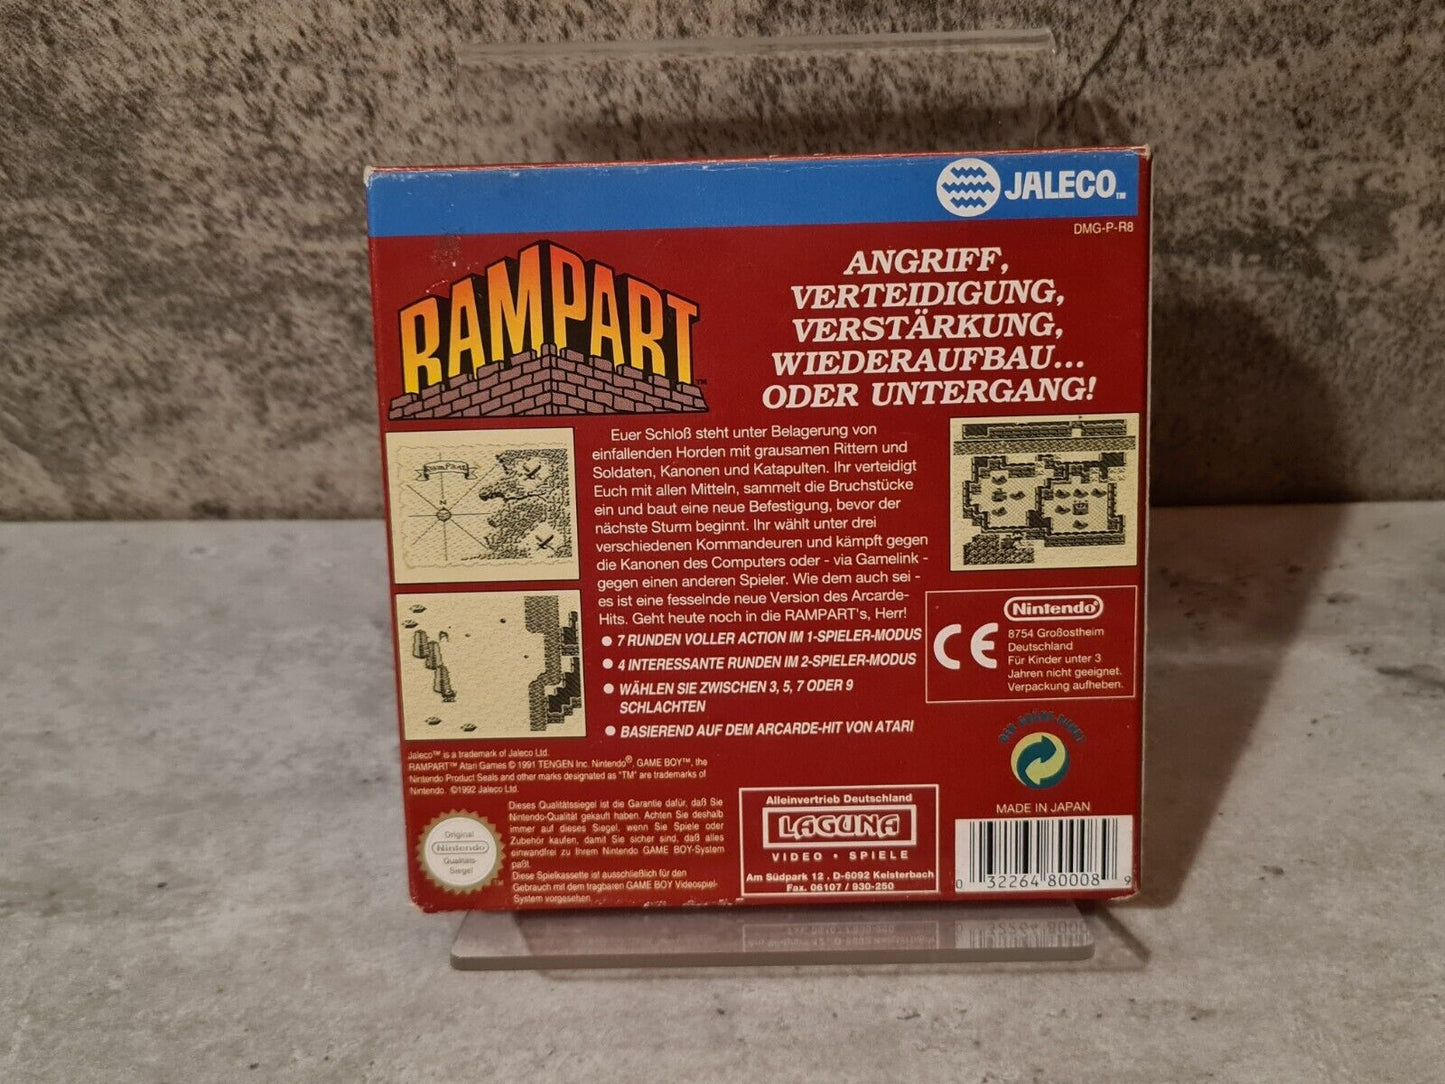 JALECO™
DMG-P-R8
RAMPART™
ANGRIFF,
VERTEIDIGUNG,
VERSTÄRKUNG,
WIEDERAUFBAU...
ODER UNTERGANG!
Euer Schloß steht unter Belagerung von
einfallenden Horden mit grausamen Rittern und
Soldaten, Kanonen und Katapulten. Ihr verteidigt
Euch mit allen Mitteln, sammelt die Bruchstücke
ein und baut eine neue Befestigung, bevor der
nächste Sturm beginnt. Ihr wählt unter drei
verschiedenen Kommandeuren und kämpft gegen
die Kanonen des Computers oder - via Gamelink -
gegen einen anderen Spieler. Wie dem auch sei -
es ist eine fesselnde neue Version des Arcarde-
Hits. Geht heute noch in die RAMPART's, Herr!
● 7 RUNDEN VOLLER ACTION IM 1-SPIELER-MODUS
● 4 INTERESSANTE RUNDEN IM 2-SPIELER-MODUS
● WÄHLEN SIE ZWISCHEN 3, 5, 7 ODER 9
SCHLACHTEN
● BASIEREND AUF DEM ARCARDE-HIT VON ATARI
RamPart
N
CE
Nintendo®
8754 Großostheim
Deutschland
Für Kinder unter 3
Jahren nicht geeignet.
Verpackung aufheben.
DER GRÜNE PUNKT
MADE IN JAPAN
0 32264 80008 9
Jaleco™ is a trademark of Jaleco Ltd.
RAMPART™ Atari Games © 1991 TENGEN Inc. Nintendo®, GAME BOY™, the
Nintendo Product Seals and other marks designated as "TM" are trademarks of
Nintendo. ©1992 Jaleco Ltd.
Original
Nintendo
Qualitäts-
Siegel
™
Dieses Qualitätssiegel ist die Garantie dafür, daß Sie
Nintendo-Qualität gekauft haben. Achten Sie deshalb
immer auf dieses Siegel, wenn Sie Spiele oder
Zubehör kaufen, damit Sie sicher sind, daß alles
einwandfrei zu Ihrem Nintendo GAME BOY-System
paßt.
Diese Spielkassette ist ausschließlich für den
Gebrauch mit dem tragbaren GAME BOY Videospiel-
System vorgesehen.
Alleinvertrieb Deutschland
LAGUNA
VIDEO • SPIELE
Am Südpark 12 . D-6092 Kelsterbach
Fax. 06107 / 930-250